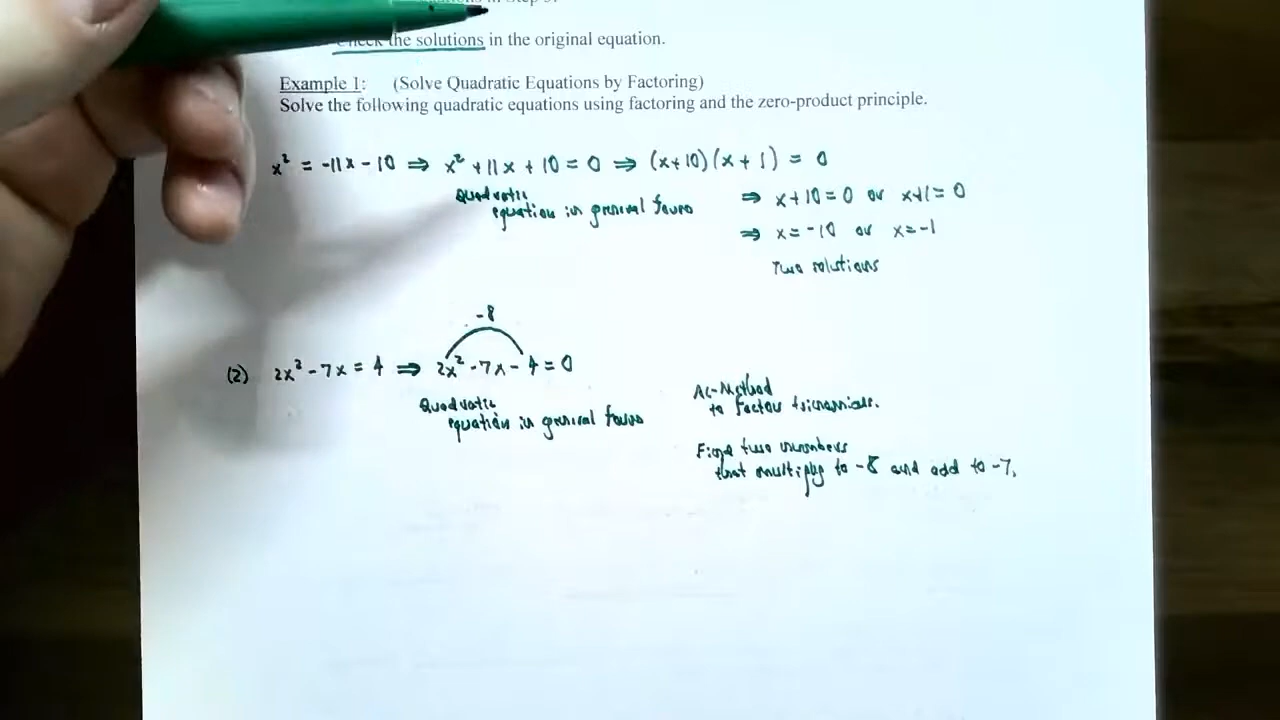 in Step
Check the solutions in the original equation.
Example 1: (Solve Quadratic Equations by Factoring)
Solve the following quadratic equations using factoring and the zero-product principle.
x² = -11x - 10 ⇒ x² + 11x + 10 = 0 ⇒ (x+10)(x + 1) = 0
Quadratic
equation in general form
⇒ x + 10 = 0 or x+1 = 0
⇒ x = -10 or x = -1
Two solutions
-8
(2) 2x² - 7x = 4 ⇒ 2x² - 7x - 4 = 0
Quadratic
equation in general form
AC-Method
to factor trinomials.
Find two numbers
that multiply to -8 and add to -7.